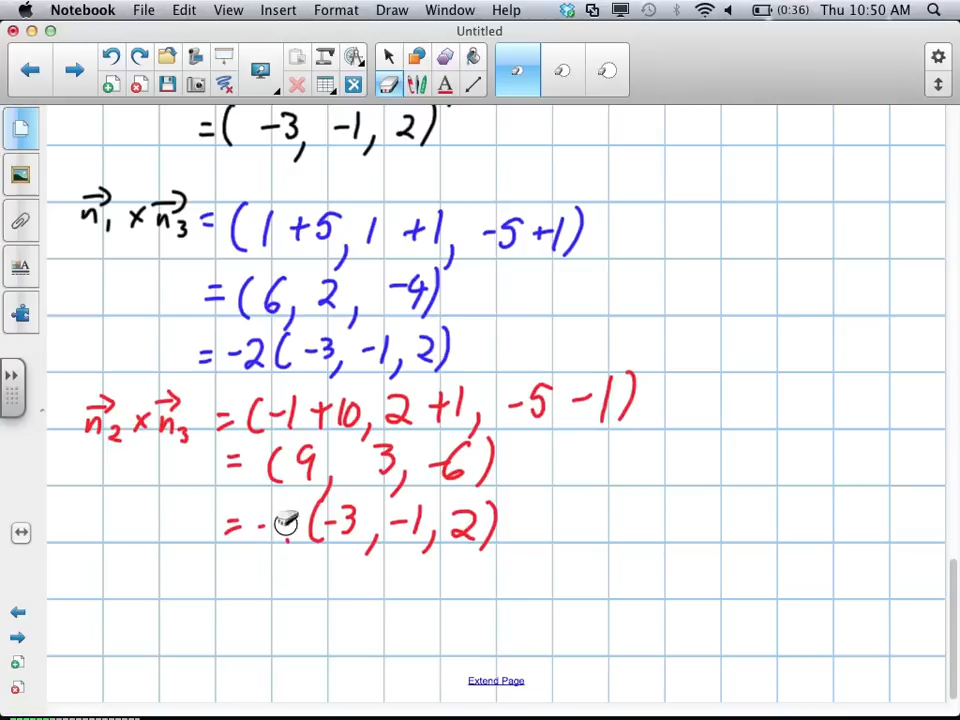 Notebook File Edit View Insert Format Draw Window Help (0:36) Thu 10:50 AM
Untitled
=( -3, -1, 2)
n₁ × n₃ = (1 +5, 1 +1, -5 +1)
= (6, 2, -4)
= -2( -3, -1, 2)
n₂ × n₃ = (-1 +10, 2 +1, -5 -1)
= (9, 3, -6)
= - (-3, -1, 2)
Extend Page